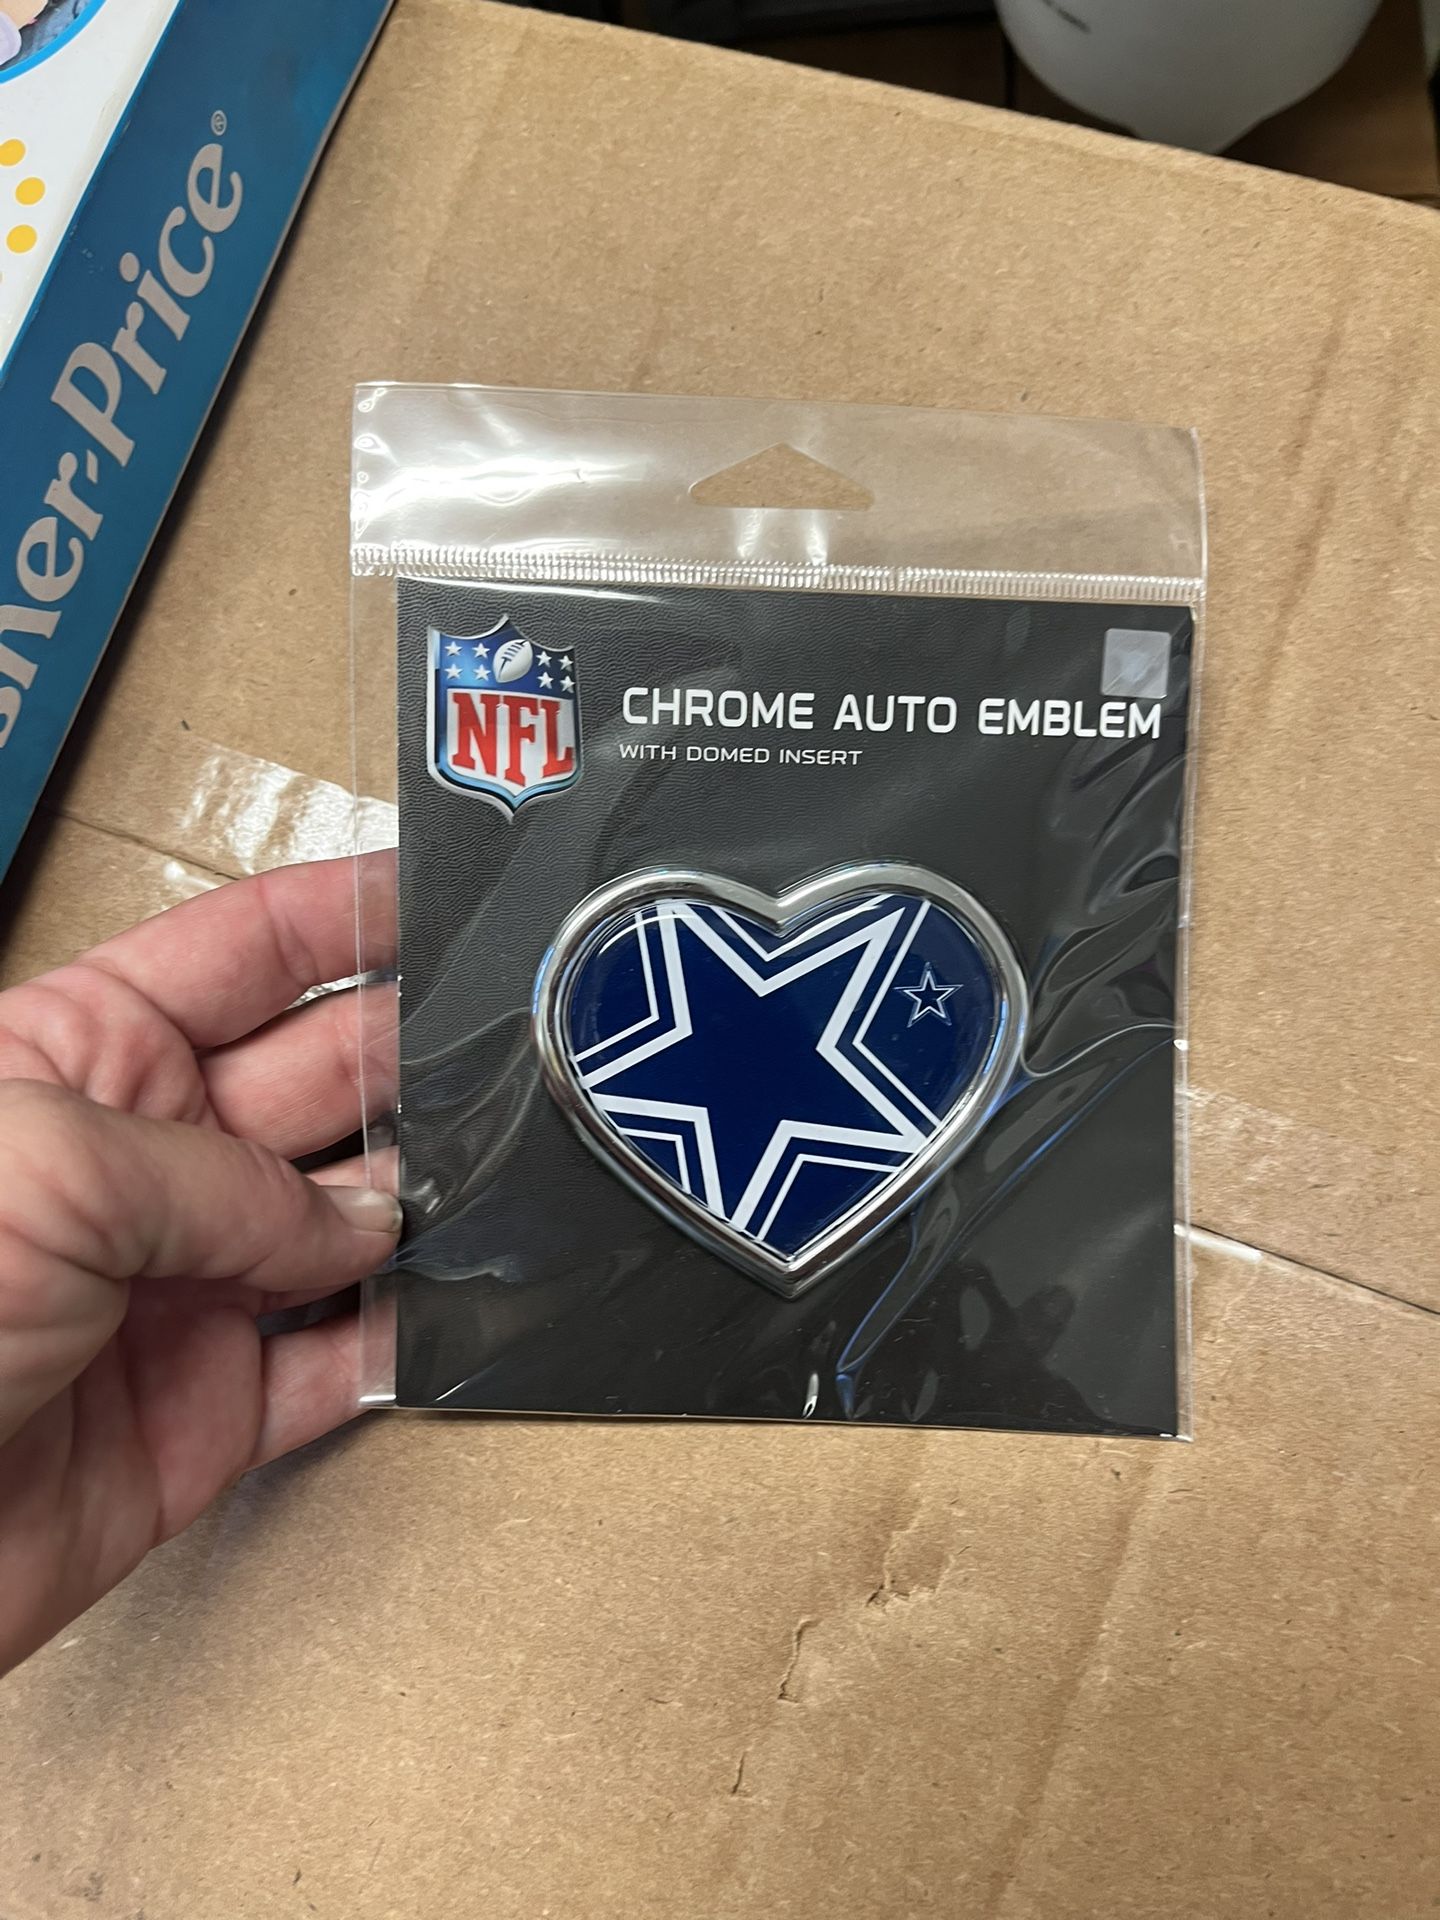 sher-Price®
NFL
CHROME AUTO EMBLEM
WITH DOMED INSERT